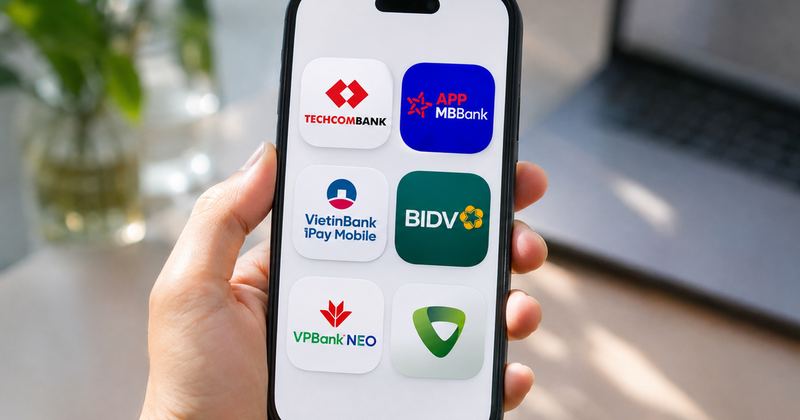 TECHCOMBANK
APP
MBBank
VietinBank
iPay Mobile
BIDV
VPBank NEO